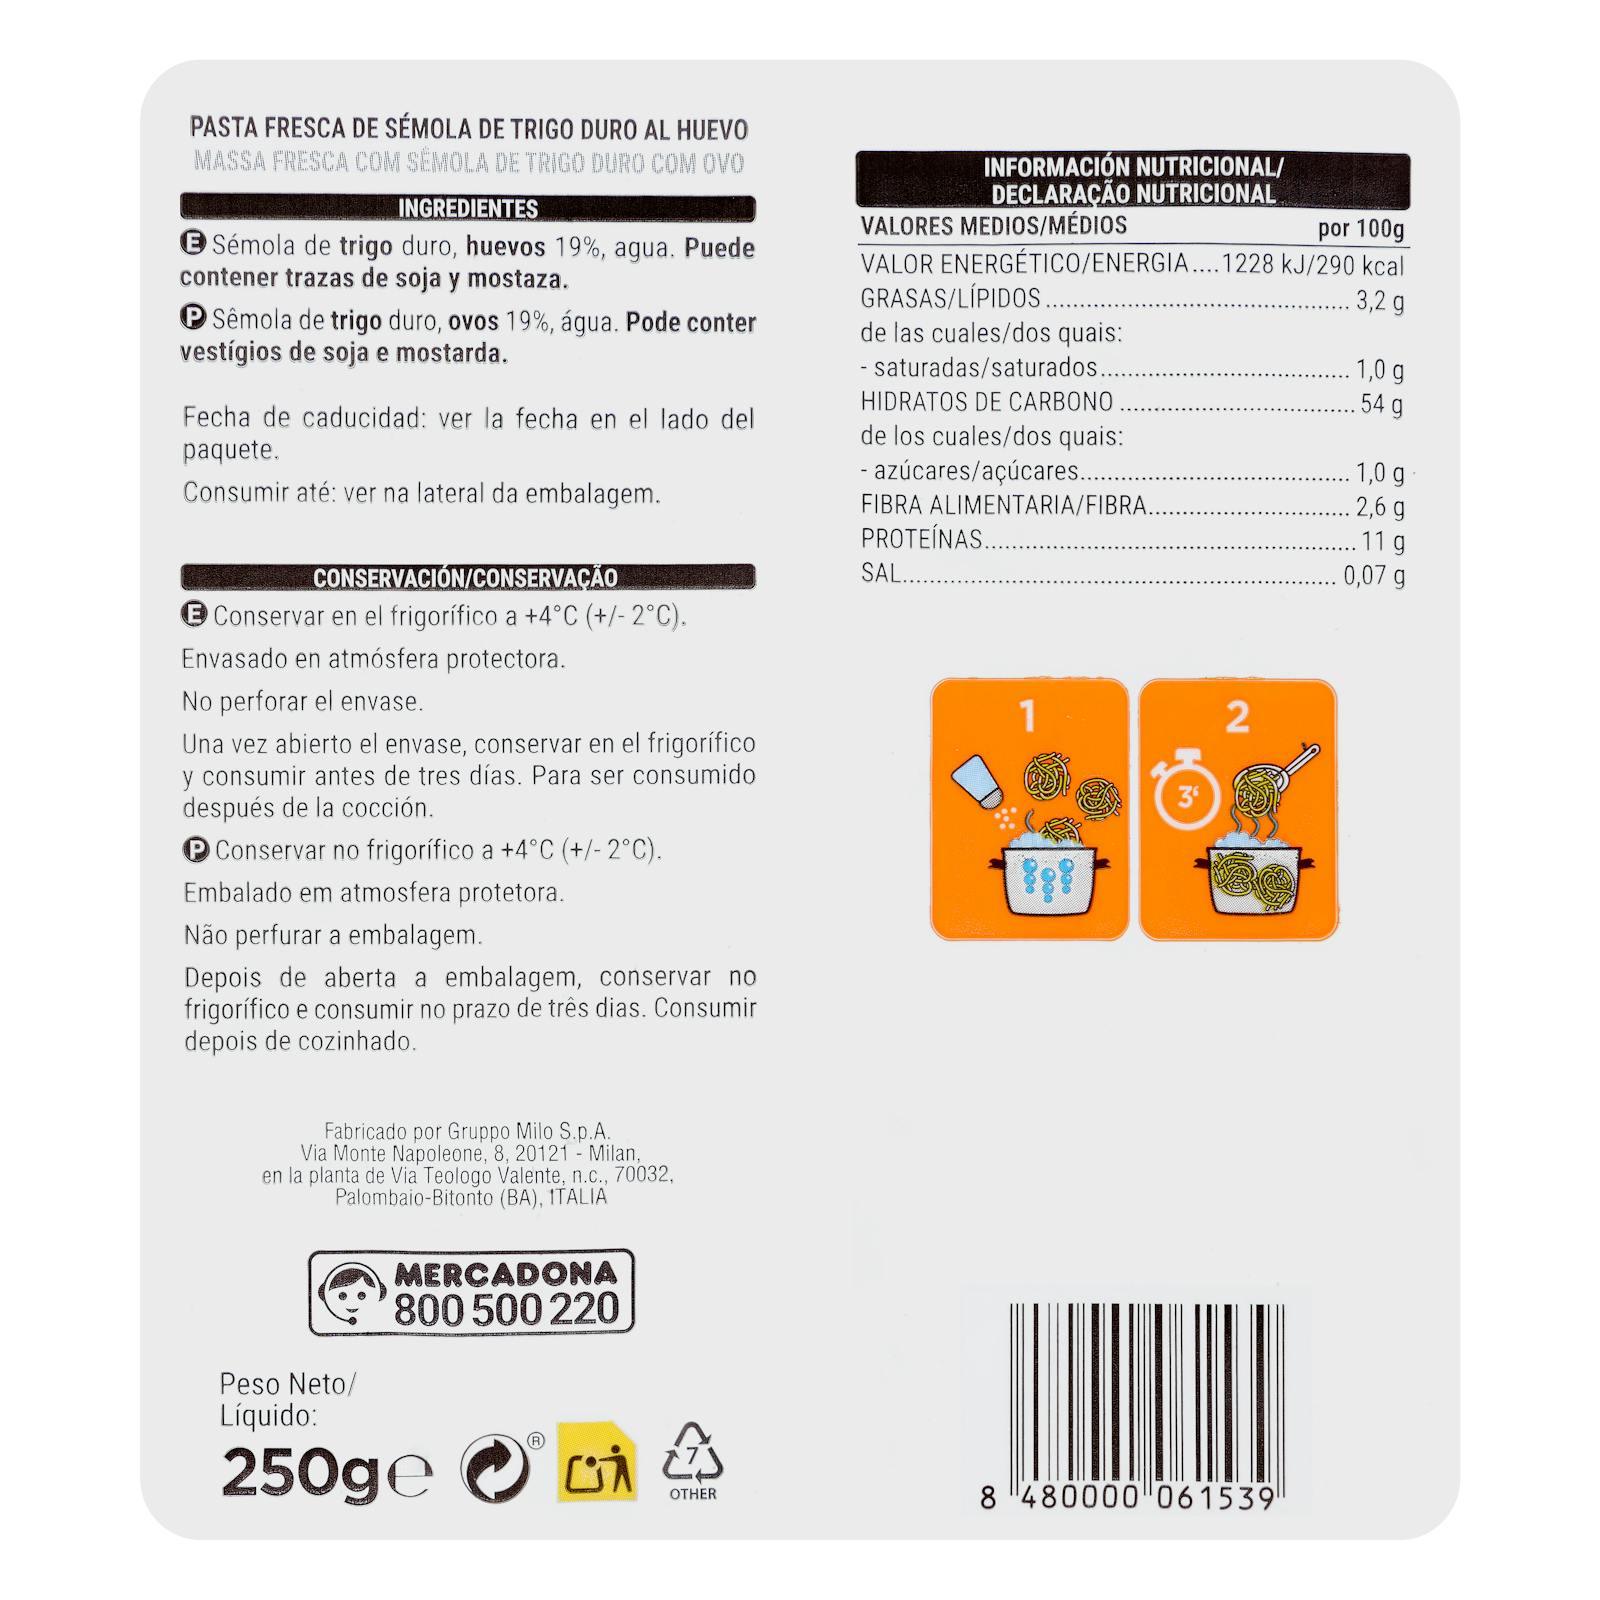 PASTA FRESCA DE SÉMOLA DE TRIGO DURO AL HUEVO
MASSA FRESCA COM SÊMOLA DE TRIGO DURO COM OVO
INGREDIENTES
E Sémola de trigo duro, huevos 19%, agua. Puede
contener trazas de soja y mostaza.
P Sêmola de trigo duro, ovos 19%, água. Pode conter
vestígios de soja e mostarda.
Fecha de caducidad: ver la fecha en el lado del
paquete.
Consumir até: ver na lateral da embalagem.
CONSERVACIÓN/CONSERVAÇÃO
E Conservar en el frigorífico a +4°C (+/- 2°C).
Envasado en atmósfera protectora.
No perforar el envase.
Una vez abierto el envase, conservar en el frigorífico
y consumir antes de tres días. Para ser consumido
después de la cocción.
P Conservar no frigorífico a +4°C (+/- 2°C).
Embalado em atmosfera protetora.
Não perfurar a embalagem.
Depois de aberta a embalagem, conservar no
frigorífico e consumir no prazo de três dias. Consumir
depois de cozinhado.
Fabricado por Gruppo Milo S.p.A.
Via Monte Napoleone, 8, 20121 - Milan,
en la planta de Via Teologo Valente, n.c., 70032,
Palombaio-Bitonto (BA), ITALIA
MERCADONA
800 500 220
Peso Neto/
Líquido:
250g e
®
7
OTHER
INFORMACIÓN NUTRICIONAL/
DECLARAÇÃO NUTRICIONAL
VALORES MEDIOS/MÉDIOS por 100g
VALOR ENERGÉTICO/ENERGIA....1228 kJ/290 kcal
GRASAS/LÍPIDOS........ 3,2 g
de las cuales/dos quais:
- saturadas/saturados........ 1,0 g
HIDRATOS DE CARBONO ........ 54 g
de los cuales/dos quais:
- azúcares/açúcares........ 1,0 g
FIBRA ALIMENTARIA/FIBRA........ 2,6 g
PROTEÍNAS........ 11 g
SAL........ 0,07 g
1
2
3'
8 480000 061539